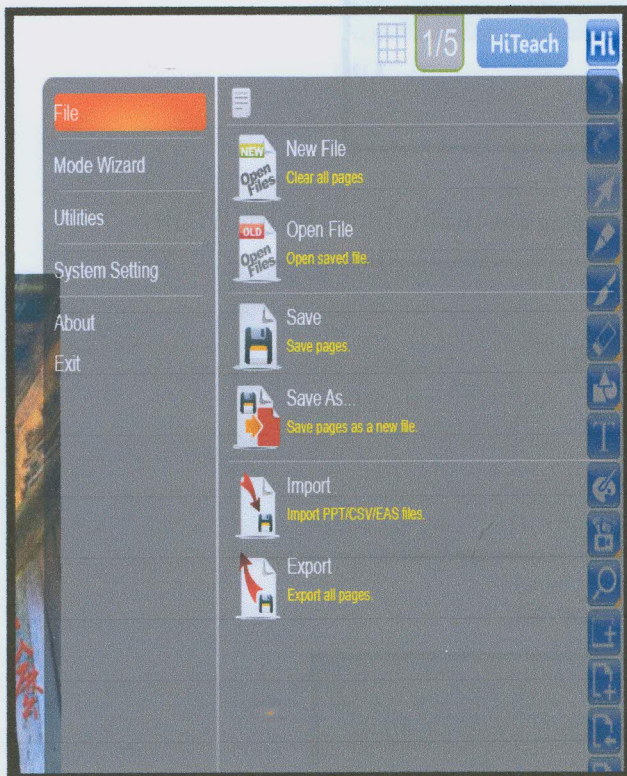 1/5
HiTeach
Hi
File
Mode Wizard
Utilities
System Setting
About
Exit
NEW
Open
Files
New File
Clear all pages
OLD
Open
Files
Open File
Open saved file.
Save
Save pages.
Save As...
Save pages as a new file.
Import
Import PPT/CSV/EAS files.
Export
Export all pages.
T